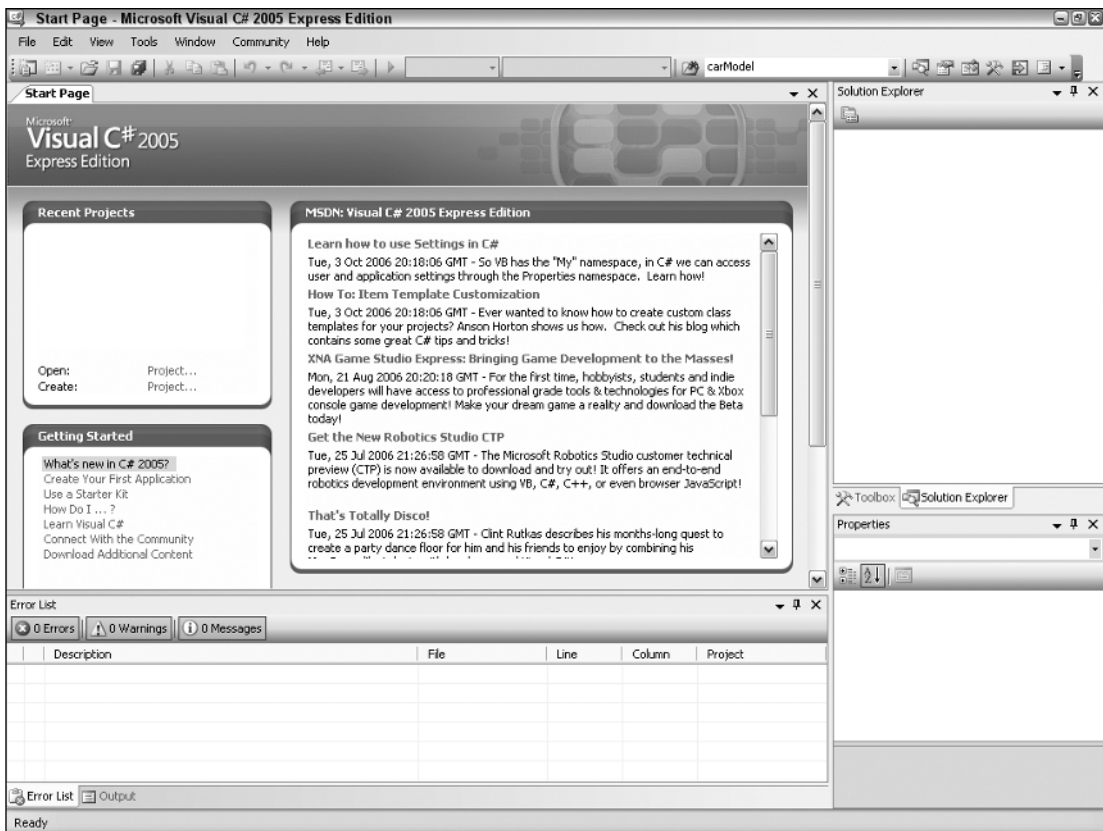 Start Page - Microsoft Visual C# 2005 Express Edition
File Edit View Tools Window Community Help
carModel
Start Page
Solution Explorer
Microsoft
Visual C# 2005
Express Edition
Recent Projects
Open: Project...
Create: Project...
Getting Started
What's new in C# 2005?
Create Your First Application
Use a Starter Kit
How Do I ... ?
Learn Visual C#
Connect With the Community
Download Additional Content
MSDN: Visual C# 2005 Express Edition
Learn how to use Settings in C#
Tue, 3 Oct 2006 20:18:06 GMT - So VB has the "My" namespace, in C# we can access
user and application settings through the Properties namespace. Learn how!
How To: Item Template Customization
Tue, 3 Oct 2006 20:18:06 GMT - Ever wanted to know how to create custom class
templates for your projects? Anson Horton shows us how. Check out his blog which
contains some great C# tips and tricks!
XNA Game Studio Express: Bringing Game Development to the Masses!
Mon, 21 Aug 2006 20:20:18 GMT - For the first time, hobbyists, students and indie
developers will have access to professional grade tools & technologies for PC & Xbox
console game development! Make your dream game a reality and download the Beta
today!
Get the New Robotics Studio CTP
Tue, 25 Jul 2006 21:26:58 GMT - The Microsoft Robotics Studio customer technical
preview (CTP) is now available to download and try out! It offers an end-to-end
robotics development environment using VB, C#, C++, or even browser JavaScript!
That's Totally Disco!
Tue, 25 Jul 2006 21:26:58 GMT - Clint Rutkas describes his months-long quest to
create a party dance floor for him and his friends to enjoy by combining his
Toolbox Solution Explorer
Properties
Error List
0 Errors 0 Warnings 0 Messages
Description File Line Column Project
Error List Output
Ready